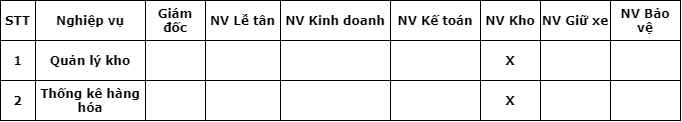 STT Nghiệp vụ Giám đốc NV Lễ tân NV Kinh doanh NV Kế toán NV Kho NV Giữ xe NV Bảo vệ
1 Quản lý kho X
2 Thống kê hàng hóa X